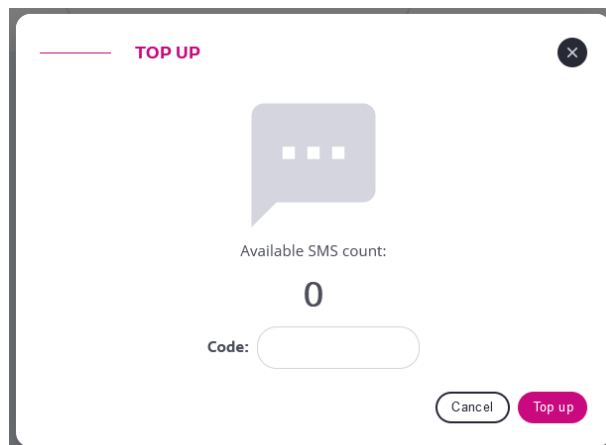 TOP UP
Available SMS count:
0
Code:
Cancel Top up